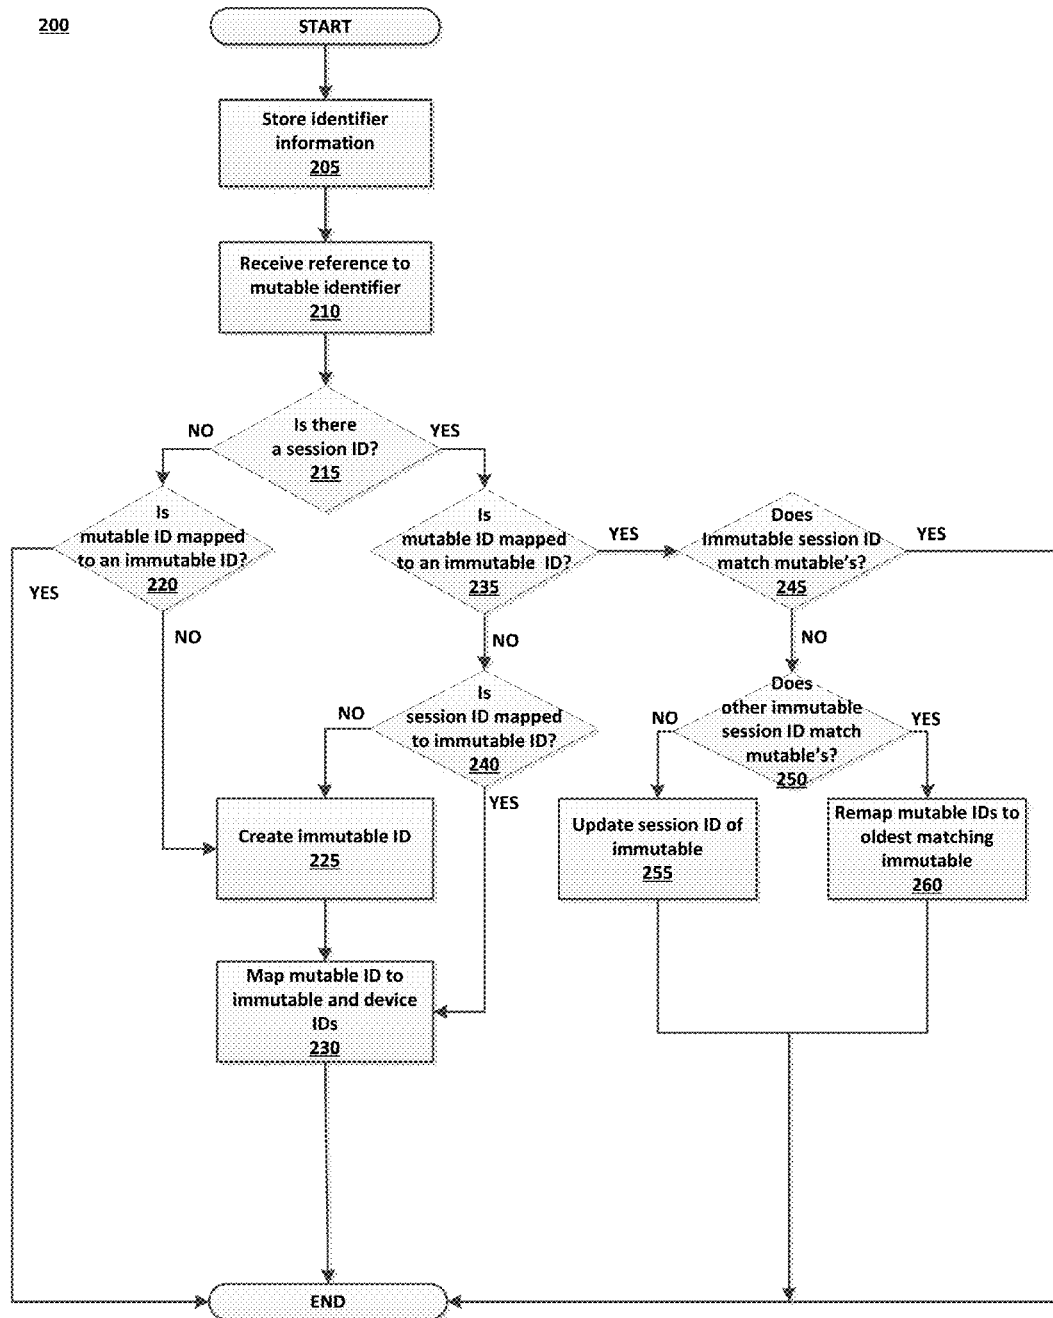 200
START
Store identifier
information
205
Receive reference to
mutable identifier
210
Is there
a session ID?
215
NO
YES
Is
mutable ID mapped
to an immutable ID?
220
YES
NO
Is
mutable ID mapped
to an immutable ID?
235
YES
NO
Does
Immutable session ID
match mutable's?
245
YES
NO
Is
session ID mapped
to immutable ID?
240
NO
YES
Does
other immutable
session ID match
mutable's?
250
NO
YES
Create immutable ID
225
Update session ID of
immutable
255
Remap mutable IDs to
oldest matching
immutable
260
Map mutable ID to
immutable and device
IDs
230
END